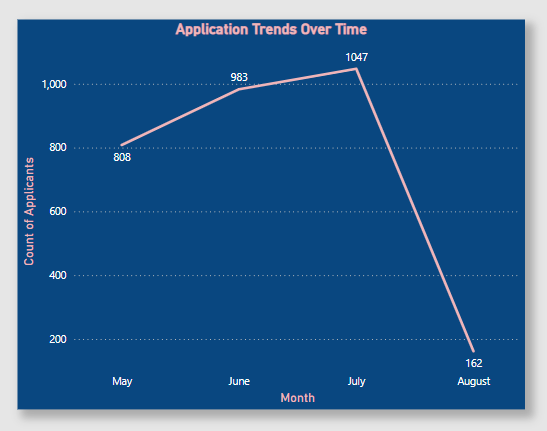 Application Trends Over Time
1047
983
1,000
800
808
600
400
200
162
Count of Applicants
May June July August
Month